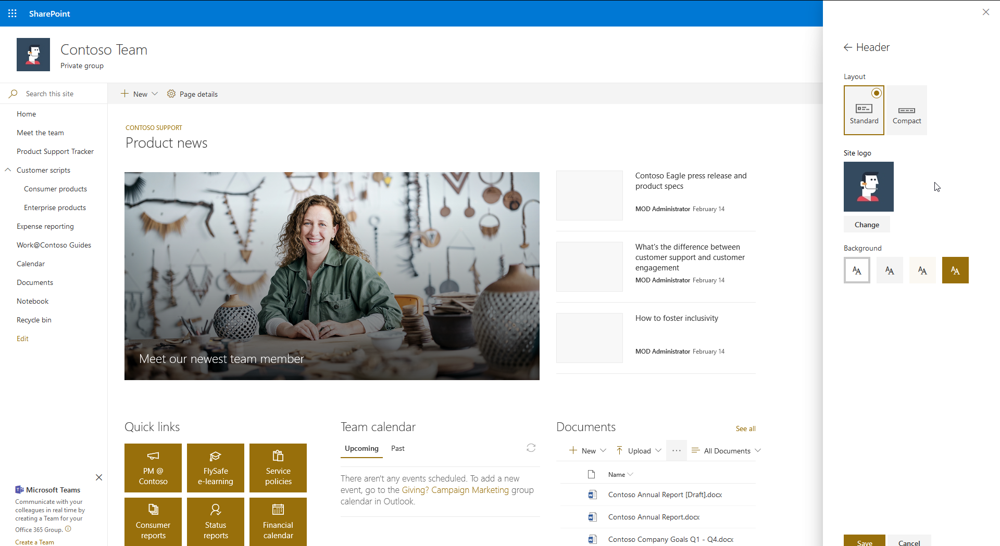 SharePoint
Contoso Team
Private group
Search this site
New
Page details
Home
Meet the team
Product Support Tracker
Customer scripts
Consumer products
Enterprise products
Expense reporting
Work@Contoso Guides
Calendar
Documents
Notebook
Recycle bin
Edit
Microsoft Teams
Communicate with your
colleagues in real time by
creating a Team for your
Office 365 Group.
Create a Team
CONTOSO SUPPORT
Product news
Meet our newest team member
Contoso Eagle press release and
product specs
MOD Administrator February 14
What's the difference between
customer support and customer
engagement
MOD Administrator February 14
How to foster inclusivity
MOD Administrator February 14
Quick links
PM @
Contoso
FlySafe
e-learning
Service
policies
Consumer
reports
Status
reports
Financial
calendar
Team calendar
Upcoming
Past
There aren't any events scheduled. To add a new
event, go to the Giving? Campaign Marketing group
calendar in Outlook.
Documents
See all
New
Upload
All Documents
Name
Contoso Annual Report [Draft].docx
Contoso Annual Report.docx
Contoso Company Goals Q1 - Q4.docx
Header
Layout
Standard
Compact
Site logo
Change
Background
AA
AA
AA
AA
Save
Cancel